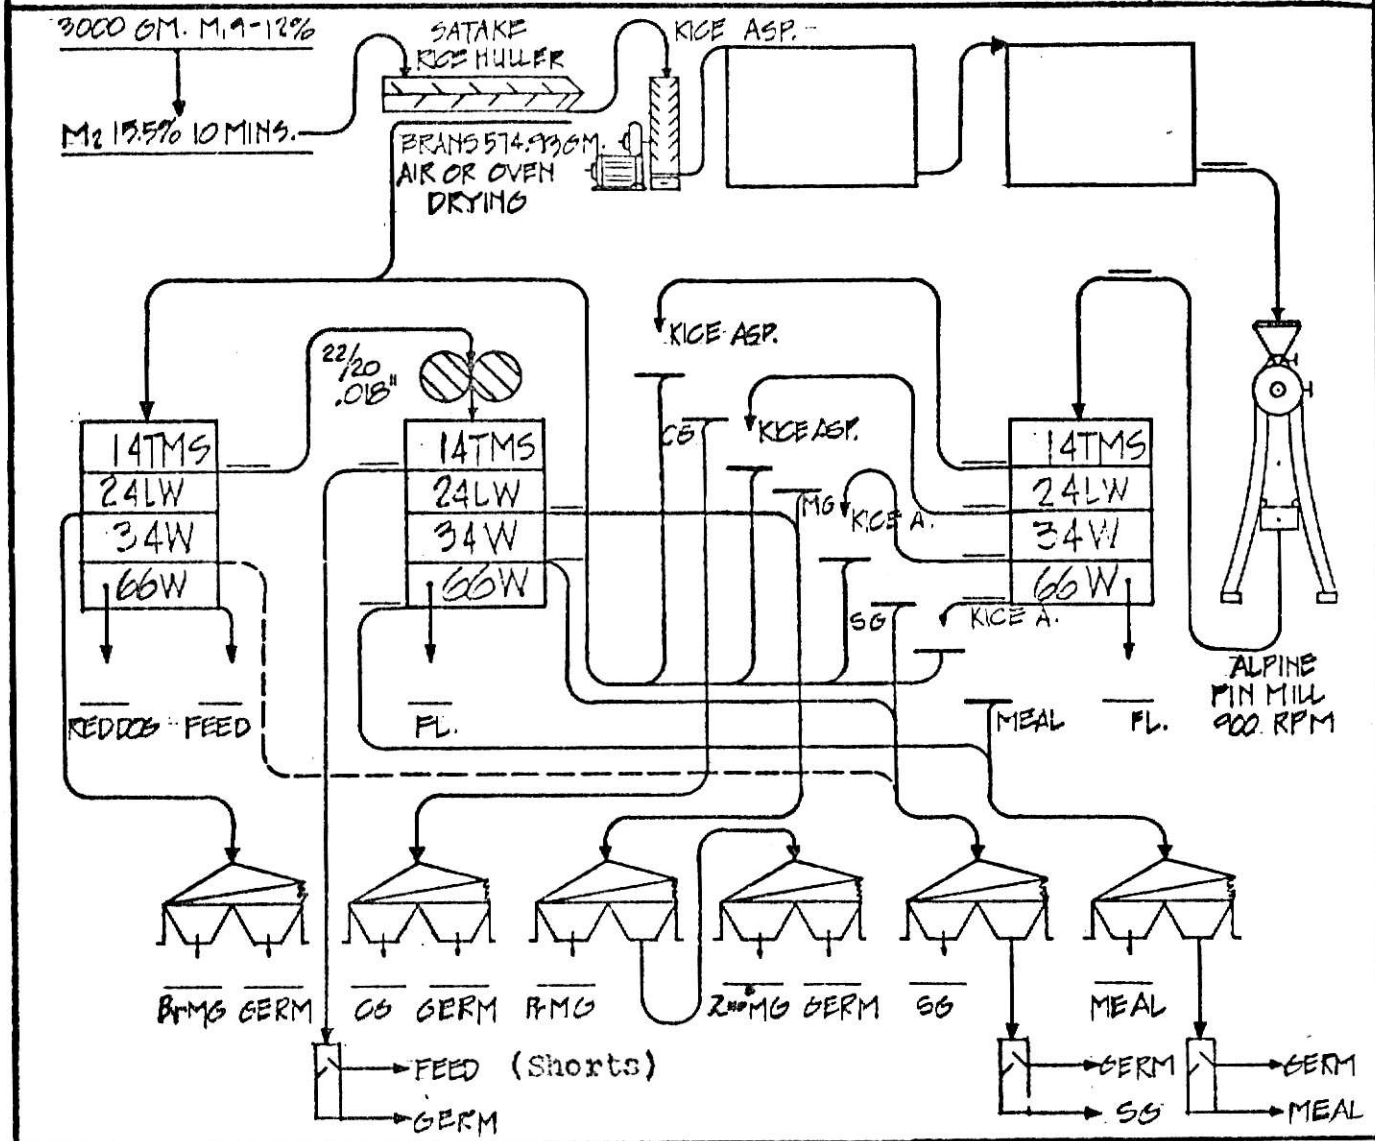 3000 GM. M1 9-12%
SATAKE
RICE HULLER
KICE ASP.-
M2 15.5% 10 MINS.
BRANS 574.93GM.
AIR OR OVEN
DRYING
KICE ASP.
22/20
.018"
14TMS
24LW
34W
66W
14TMS
24LW
34W
66W
CG
KICE ASP.
MG
KICE A.
SG
KICE A.
14TMS
24LW
34W
66W
ALPINE
PIN MILL
900. RPM
RED DOG
FEED
FL.
MEAL
FL.
BrMG
GERM
CG
GERM
PrMG
2ND MG
GERM
SG
MEAL
FEED (Shorts)
GERM
GERM
SG
GERM
MEAL